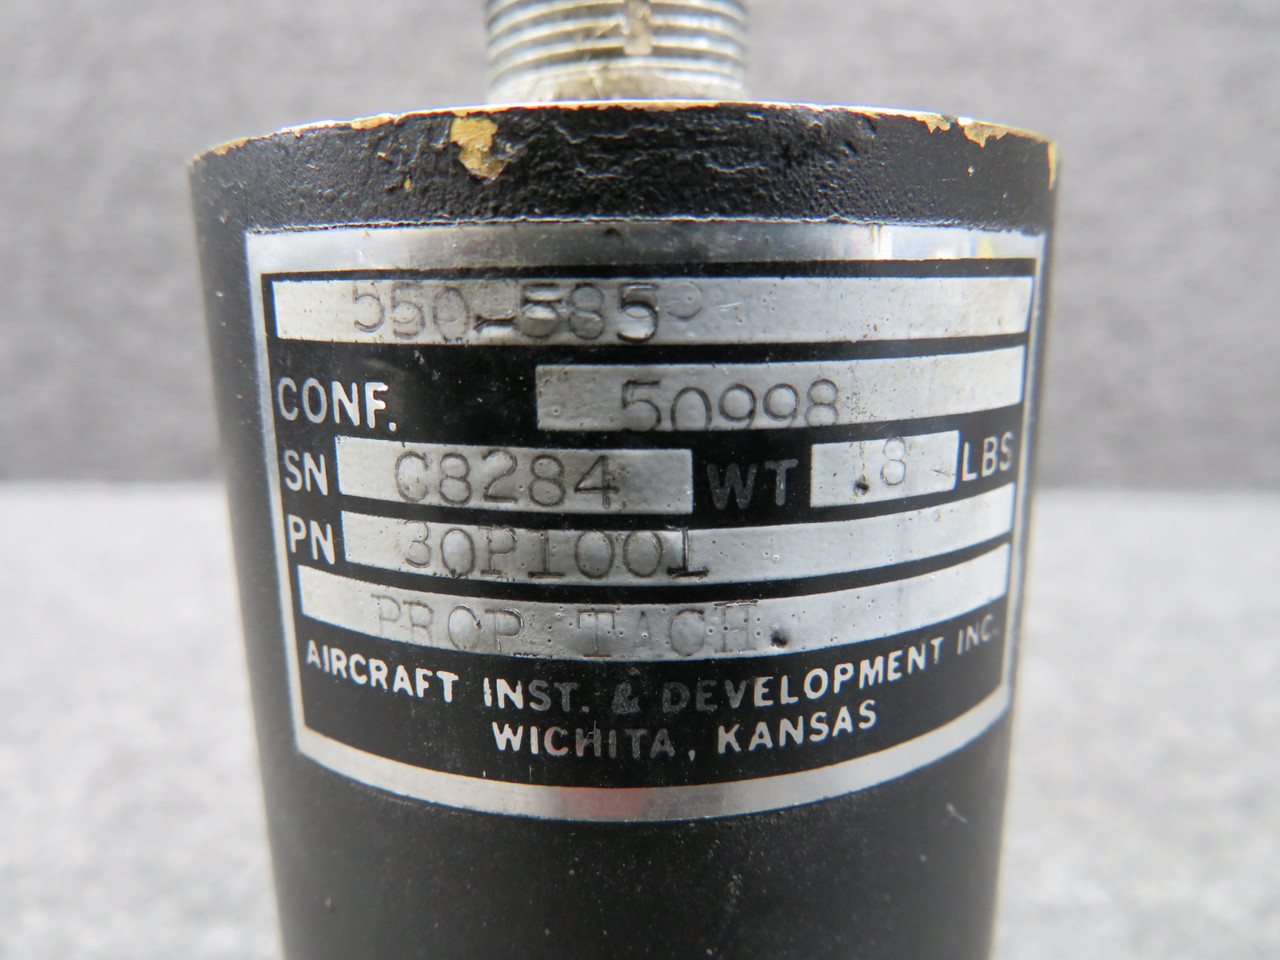 550-585
CONF. 50998
SN C8284 WT .8 LBS
PN 30P1001
PROP TACH.
AIRCRAFT INST. & DEVELOPMENT INC.
WICHITA, KANSAS